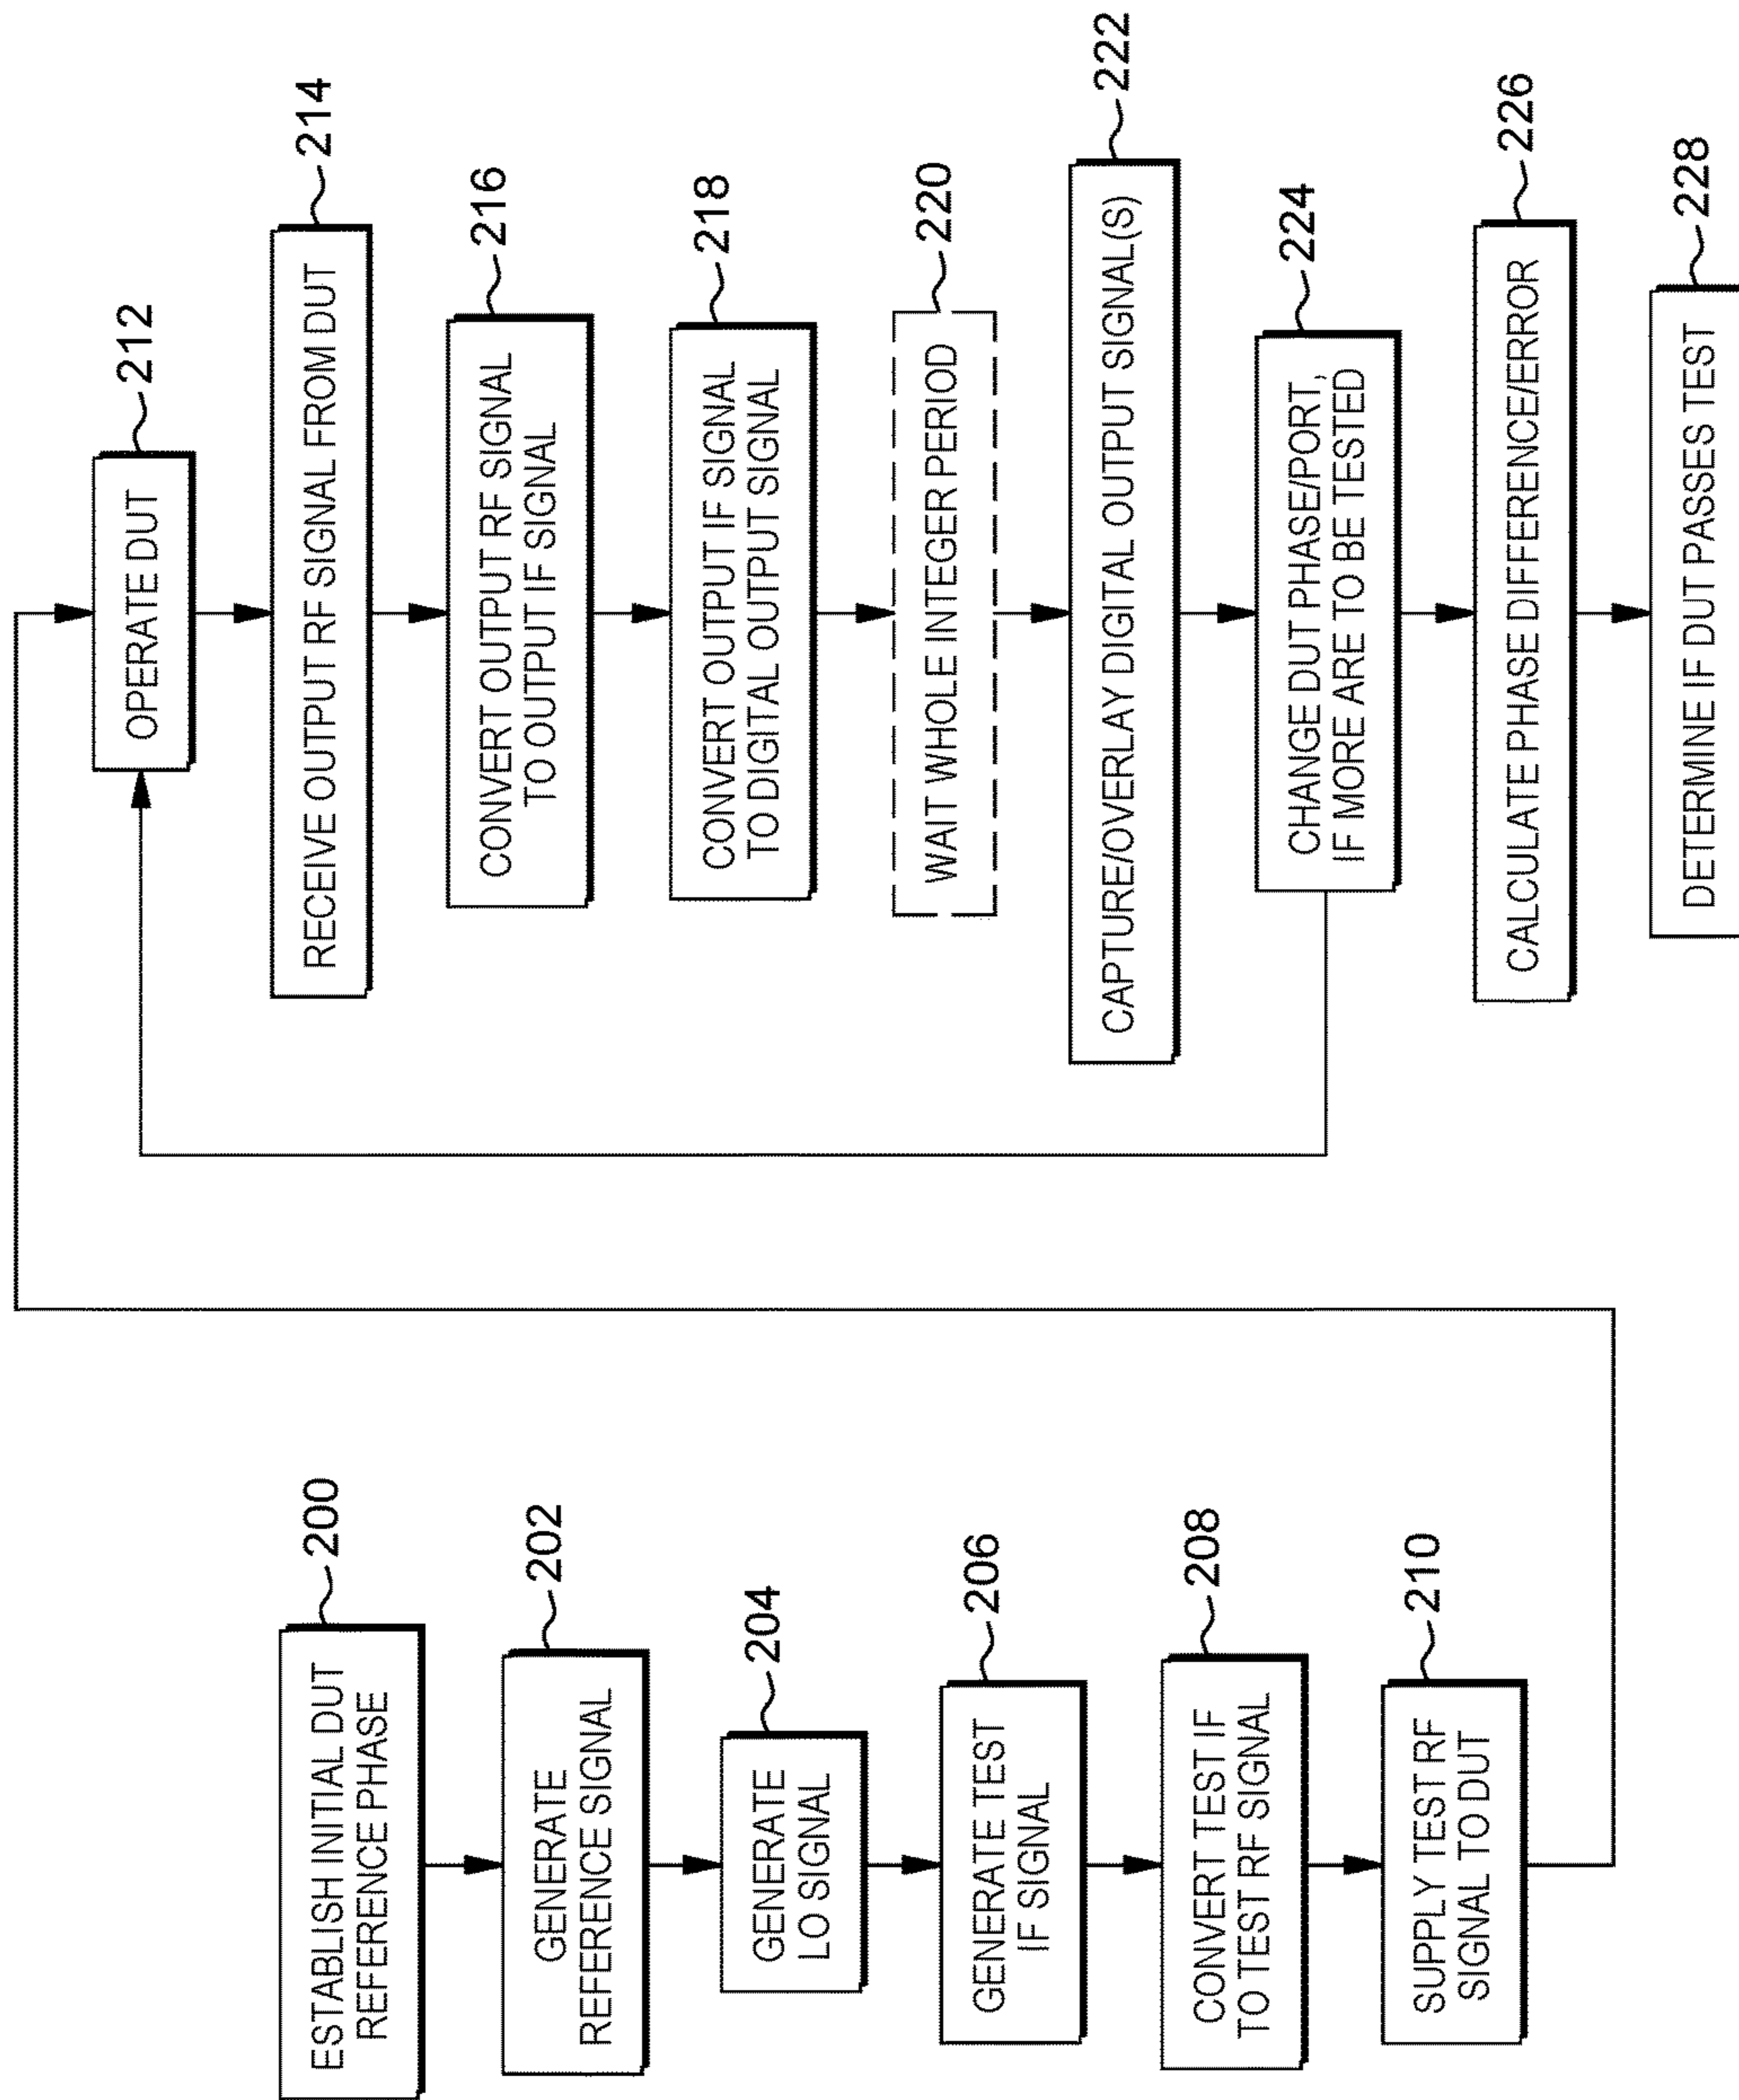 ESTABLISH INITIAL DUT
REFERENCE PHASE
200
GENERATE
REFERENCE SIGNAL
202
GENERATE
LO SIGNAL
204
GENERATE TEST
IF SIGNAL
206
CONVERT TEST IF
TO TEST RF SIGNAL
208
SUPPLY TEST RF
SIGNAL TO DUT
210
OPERATE DUT
212
RECEIVE OUTPUT RF SIGNAL FROM DUT
214
CONVERT OUTPUT RF SIGNAL
TO OUTPUT IF SIGNAL
216
CONVERT OUTPUT IF SIGNAL
TO DIGITAL OUTPUT SIGNAL
218
WAIT WHOLE INTEGER PERIOD
220
CAPTURE/OVERLAY DIGITAL OUTPUT SIGNAL(S)
222
CHANGE DUT PHASE/PORT,
IF MORE ARE TO BE TESTED
224
CALCULATE PHASE DIFFERENCE/ERROR
226
DETERMINE IF DUT PASSES TEST
228